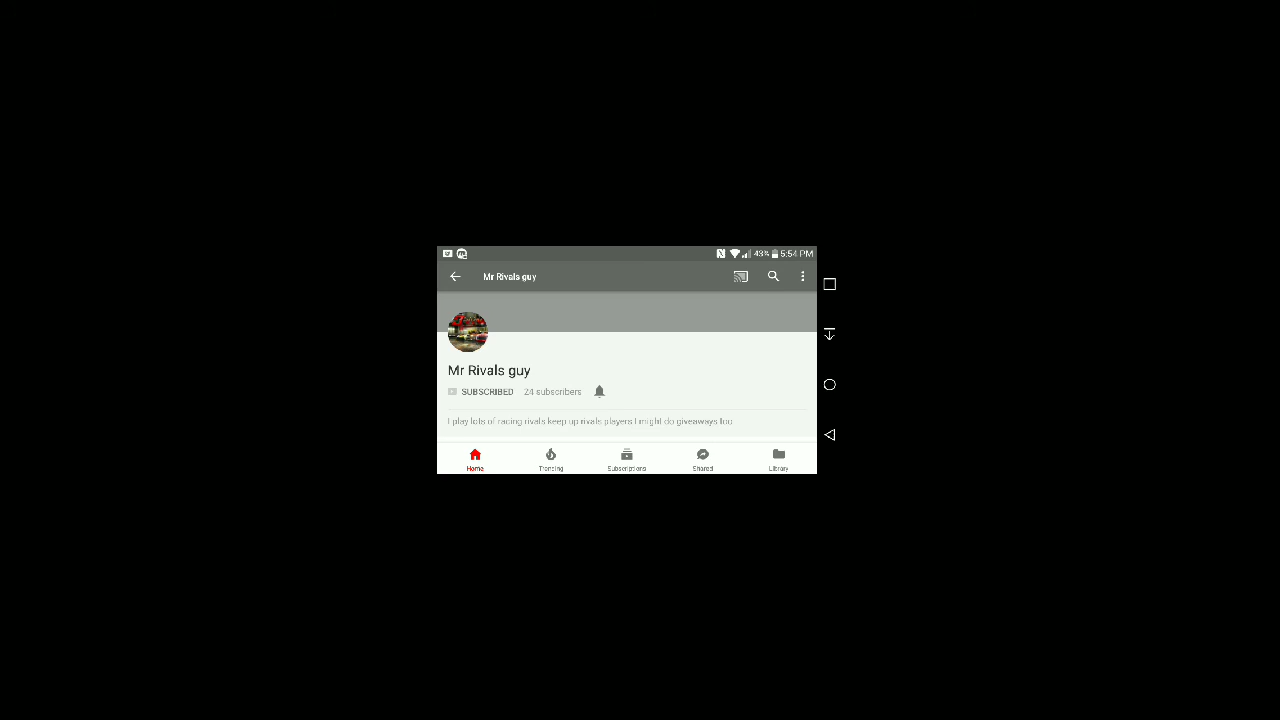 43% 5:54 PM
Mr Rivals guy
Mr Rivals guy
SUBSCRIBED 24 subscribers
I play lots of racing rivals keep up rivals players I might do giveaways too
Home Trending Subscriptions Shared Library